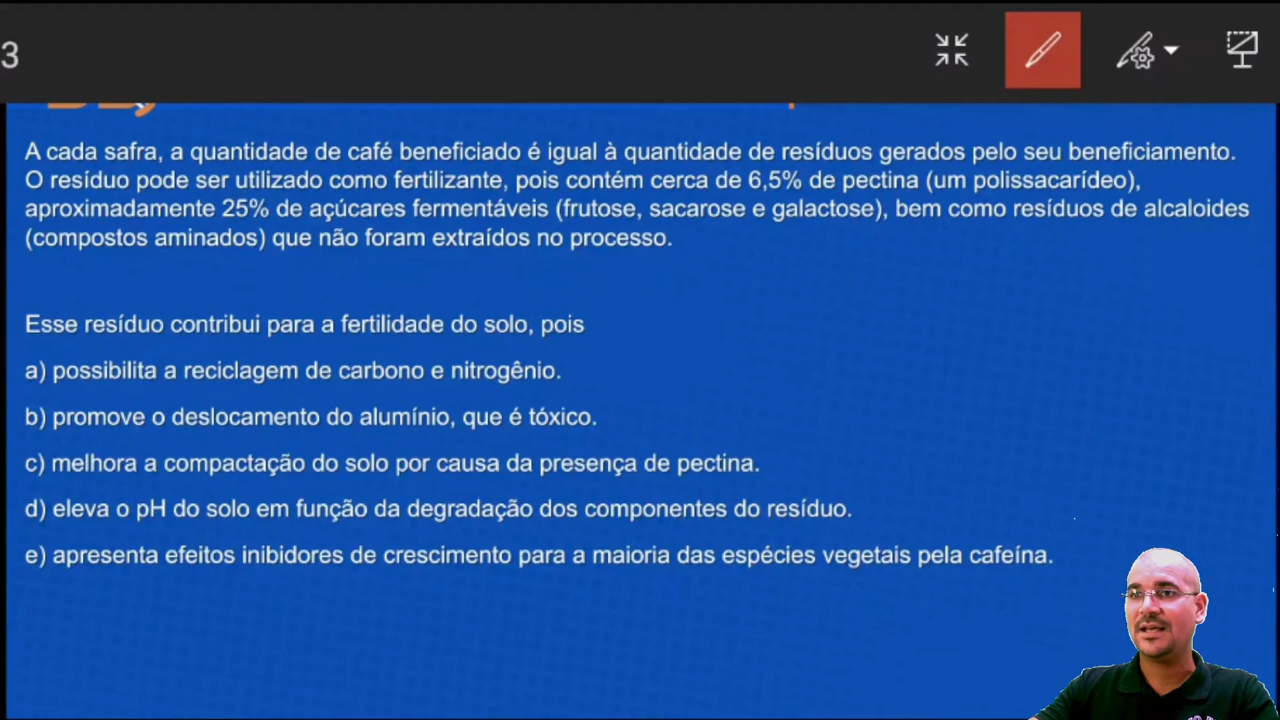 3
A cada safra, a quantidade de café beneficiado é igual à quantidade de resíduos gerados pelo seu beneficiamento.
O resíduo pode ser utilizado como fertilizante, pois contém cerca de 6,5% de pectina (um polissacarídeo),
aproximadamente 25% de açúcares fermentáveis (frutose, sacarose e galactose), bem como resíduos de alcaloides
(compostos aminados) que não foram extraídos no processo.
Esse resíduo contribui para a fertilidade do solo, pois
a) possibilita a reciclagem de carbono e nitrogênio.
b) promove o deslocamento do alumínio, que é tóxico.
c) melhora a compactação do solo por causa da presença de pectina.
d) eleva o pH do solo em função da degradação dos componentes do resíduo.
e) apresenta efeitos inibidores de crescimento para a maioria das espécies vegetais pela cafeína.